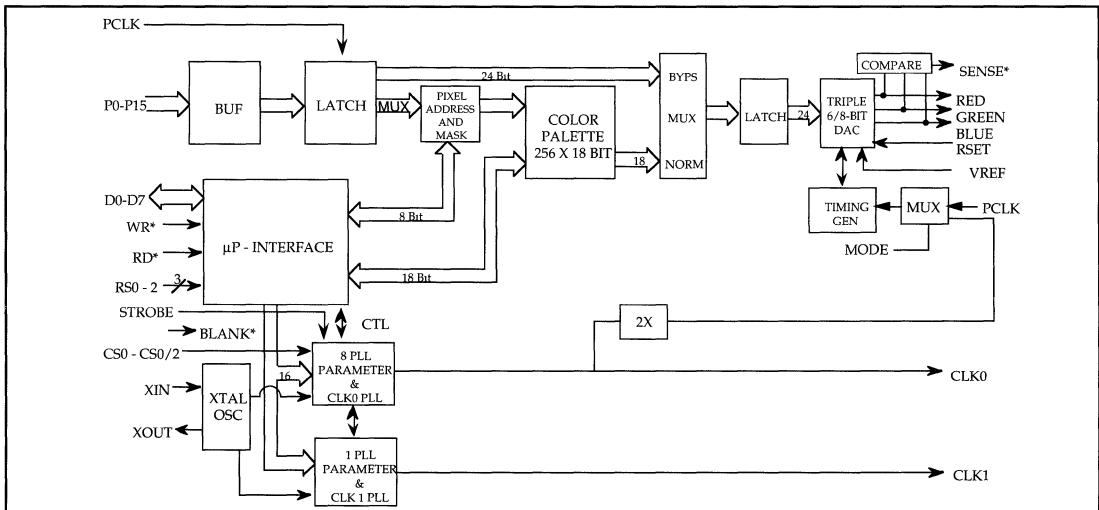 PCLK
P0-P15
BUF
LATCH
24 Bit
MUX
PIXEL
ADDRESS
AND
MASK
COLOR
PALETTE
256 X 18 BIT
18
BYPS
MUX
NORM
LATCH
24
COMPARE
TRIPLE
6/8-BIT
DAC
SENSE*
RED
GREEN
BLUE
RSET
VREF
D0-D7
WR*
RD*
RS0 - 2
3
µP - INTERFACE
8 Bit
18 Bit
TIMING
GEN
MUX
PCLK
MODE
STROBE
BLANK*
CS0 - CS0/2
CTL
2X
XIN
XOUT
XTAL
OSC
16
8 PLL
PARAMETER
&
CLK0 PLL
CLK0
1 PLL
PARAMETER
&
CLK 1 PLL
CLK1